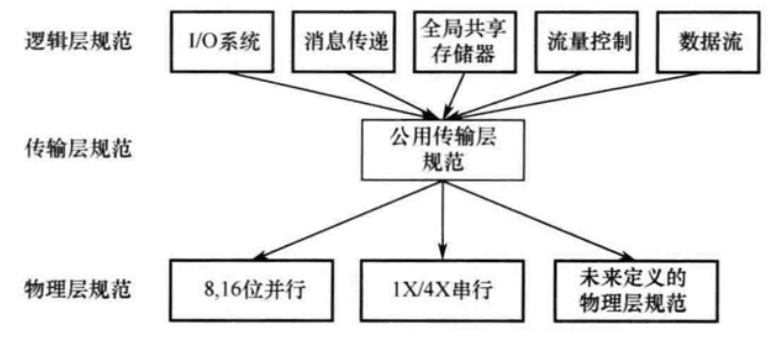 逻辑层规范
I/O系统
消息传递
全局共享
存储器
流量控制
数据流
传输层规范
公用传输层
规范
物理层规范
8,16位并行
1X/4X串行
未来定义的
物理层规范